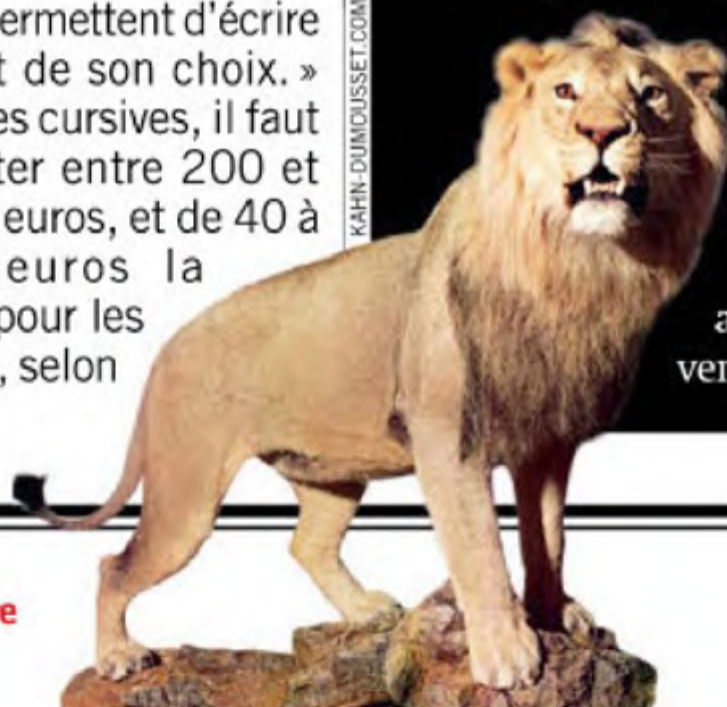 ermettent d'écrire
t de son choix. »
es cursives, il faut
ter entre 200 et
euros, et de 40 à
euros la
pour les
, selon
KAHN-DUMOUSSET.COM
a
ver
e